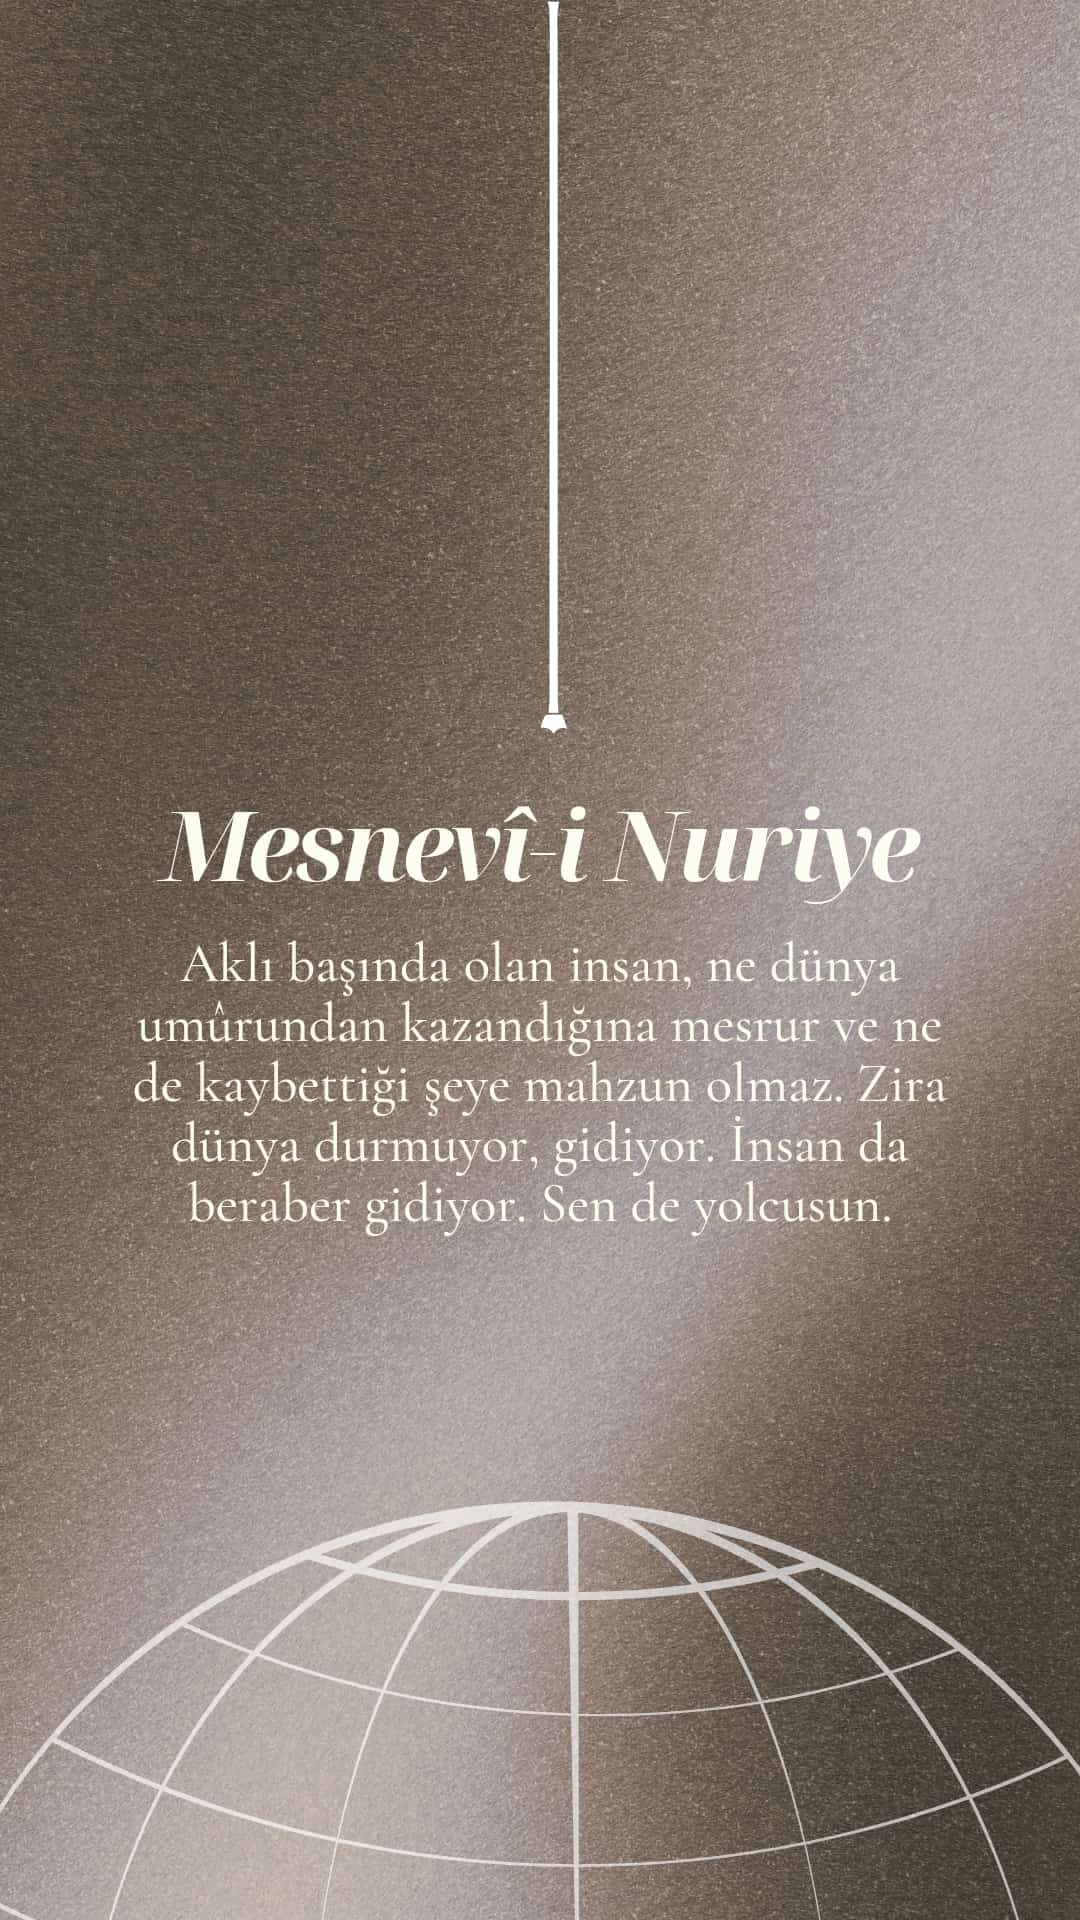 Mesnevî-i Nuriye
Aklı başında olan insan, ne dünya
umûrundan kazandığına mesrur ve ne
de kaybettiği şeye mahzun olmaz. Zira
dünya durmuyor, gidiyor. İnsan da
beraber gidiyor. Sen de yolcusun.